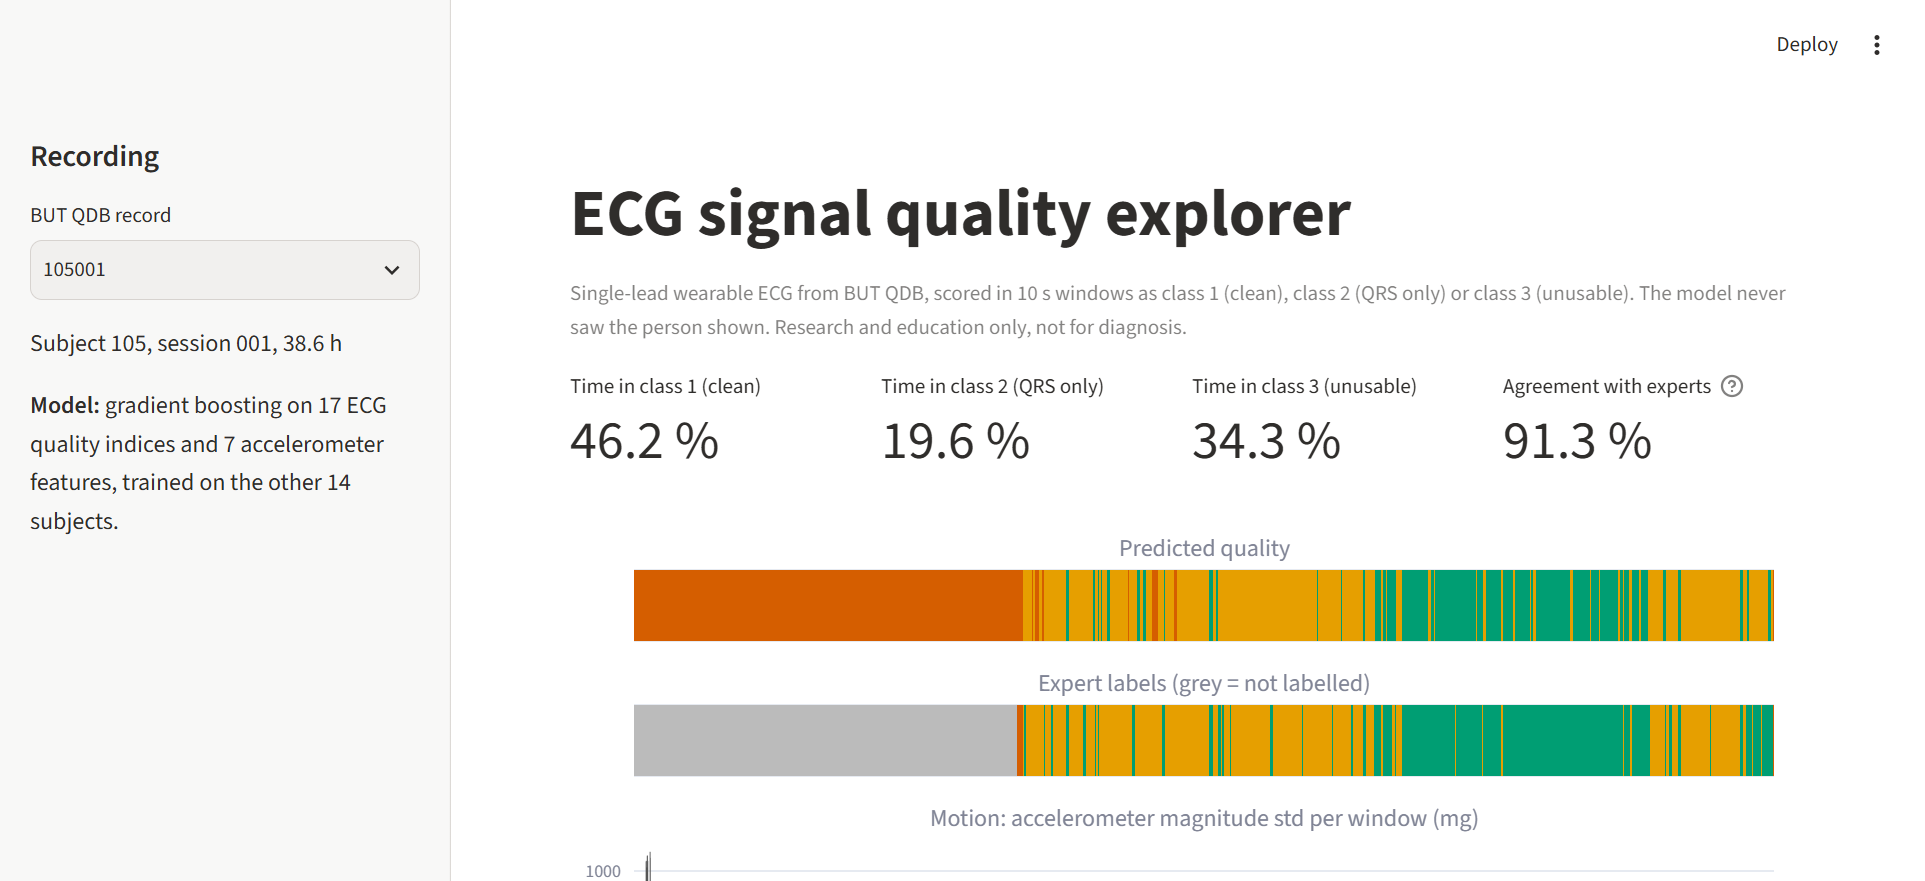 Deploy
Recording
BUT QDB record
105001
Subject 105, session 001, 38.6 h
Model: gradient boosting on 17 ECG
quality indices and 7 accelerometer
features, trained on the other 14
subjects.
ECG signal quality explorer
Single-lead wearable ECG from BUT QDB, scored in 10 s windows as class 1 (clean), class 2 (QRS only) or class 3 (unusable). The model never
saw the person shown. Research and education only, not for diagnosis.
Time in class 1 (clean)
46.2 %
Time in class 2 (QRS only)
19.6 %
Time in class 3 (unusable)
34.3 %
Agreement with experts
91.3 %
Predicted quality
Expert labels (grey = not labelled)
Motion: accelerometer magnitude std per window (mg)
1000